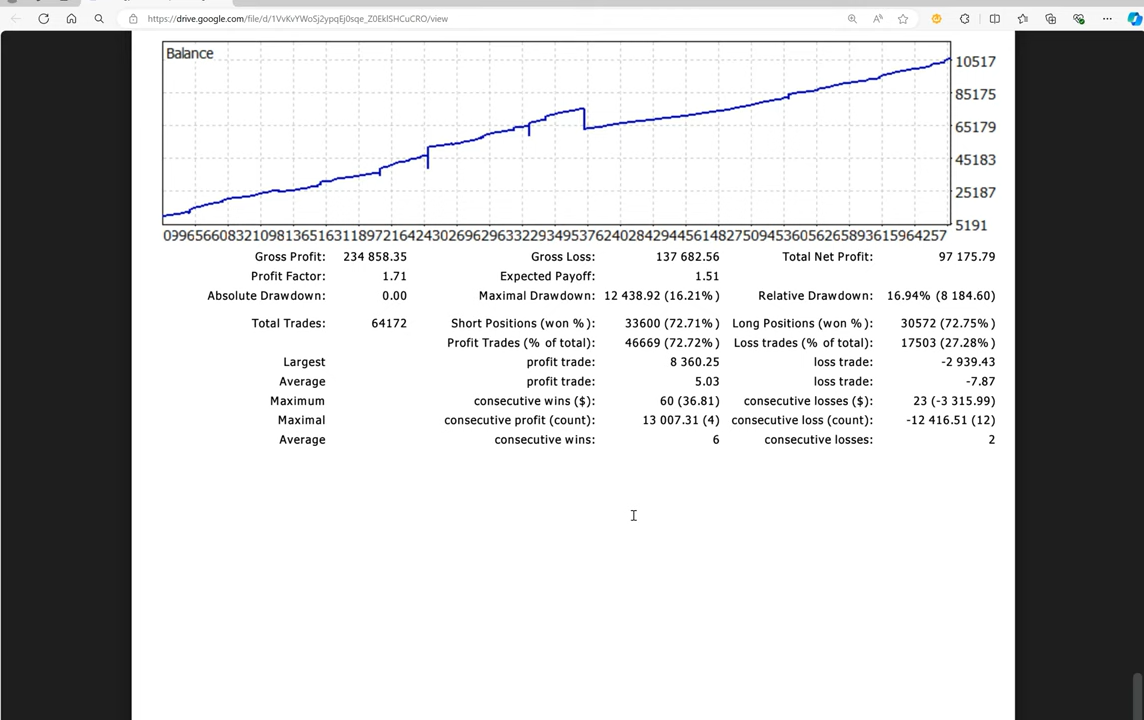 https://drive.google.com/file/d/1VvKvYWoSj2ypqEj0sqe_Z0EklSHCuCRO/view
Balance
10517
85175
65179
45183
25187
5191
Gross Profit: 234 858.35 Gross Loss: 137 682.56 Total Net Profit: 97 175.79
Profit Factor: 1.71 Expected Payoff: 1.51
Absolute Drawdown: 0.00 Maximal Drawdown: 12 438.92 (16.21%) Relative Drawdown: 16.94% (8 184.60)
Total Trades: 64172 Short Positions (won %): 33600 (72.71%) Long Positions (won %): 30572 (72.75%)
Profit Trades (% of total): 46669 (72.72%) Loss trades (% of total): 17503 (27.28%)
Largest profit trade: 8 360.25 loss trade: -2 939.43
Average profit trade: 5.03 loss trade: -7.87
Maximum consecutive wins ($): 60 (36.81) consecutive losses ($): 23 (-3 315.99)
Maximal consecutive profit (count): 13 007.31 (4) consecutive loss (count): -12 416.51 (12)
Average consecutive wins: 6 consecutive losses: 2